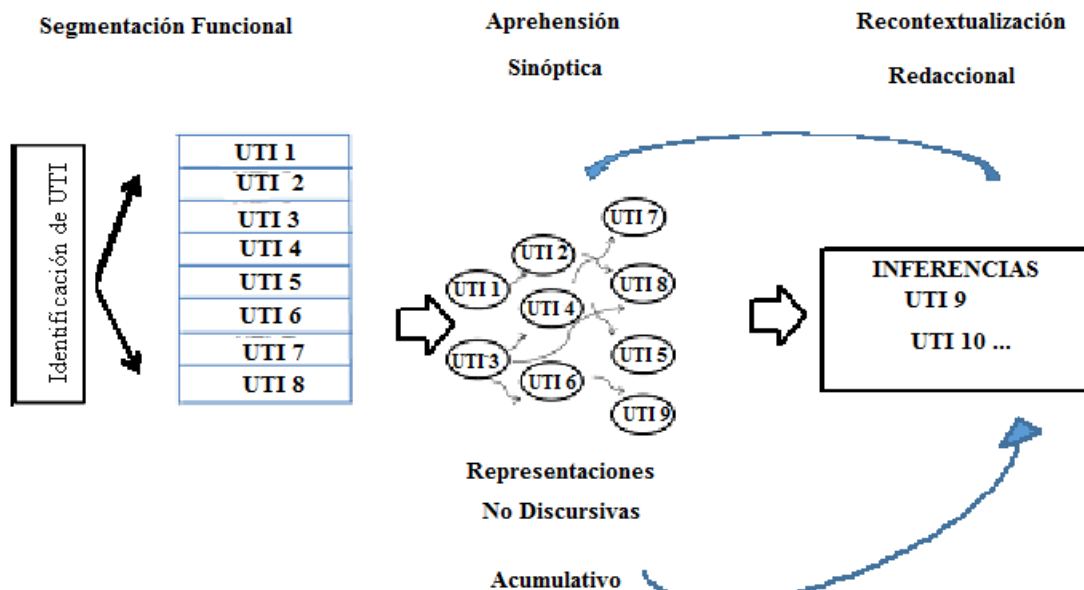 Segmentación Funcional
Aprehensión
Sinóptica
Recontextualización
Redaccional
Identificación de UTI
UTI 1
UTI 2
UTI 3
UTI 4
UTI 5
UTI 6
UTI 7
UTI 8
UTI 7
UTI 2
UTI 1
UTI 8
UTI 4
UTI 3
UTI 5
UTI 6
UTI 9
INFERENCIAS
UTI 9
UTI 10 ...
Representaciones
No Discursivas
Acumulativo